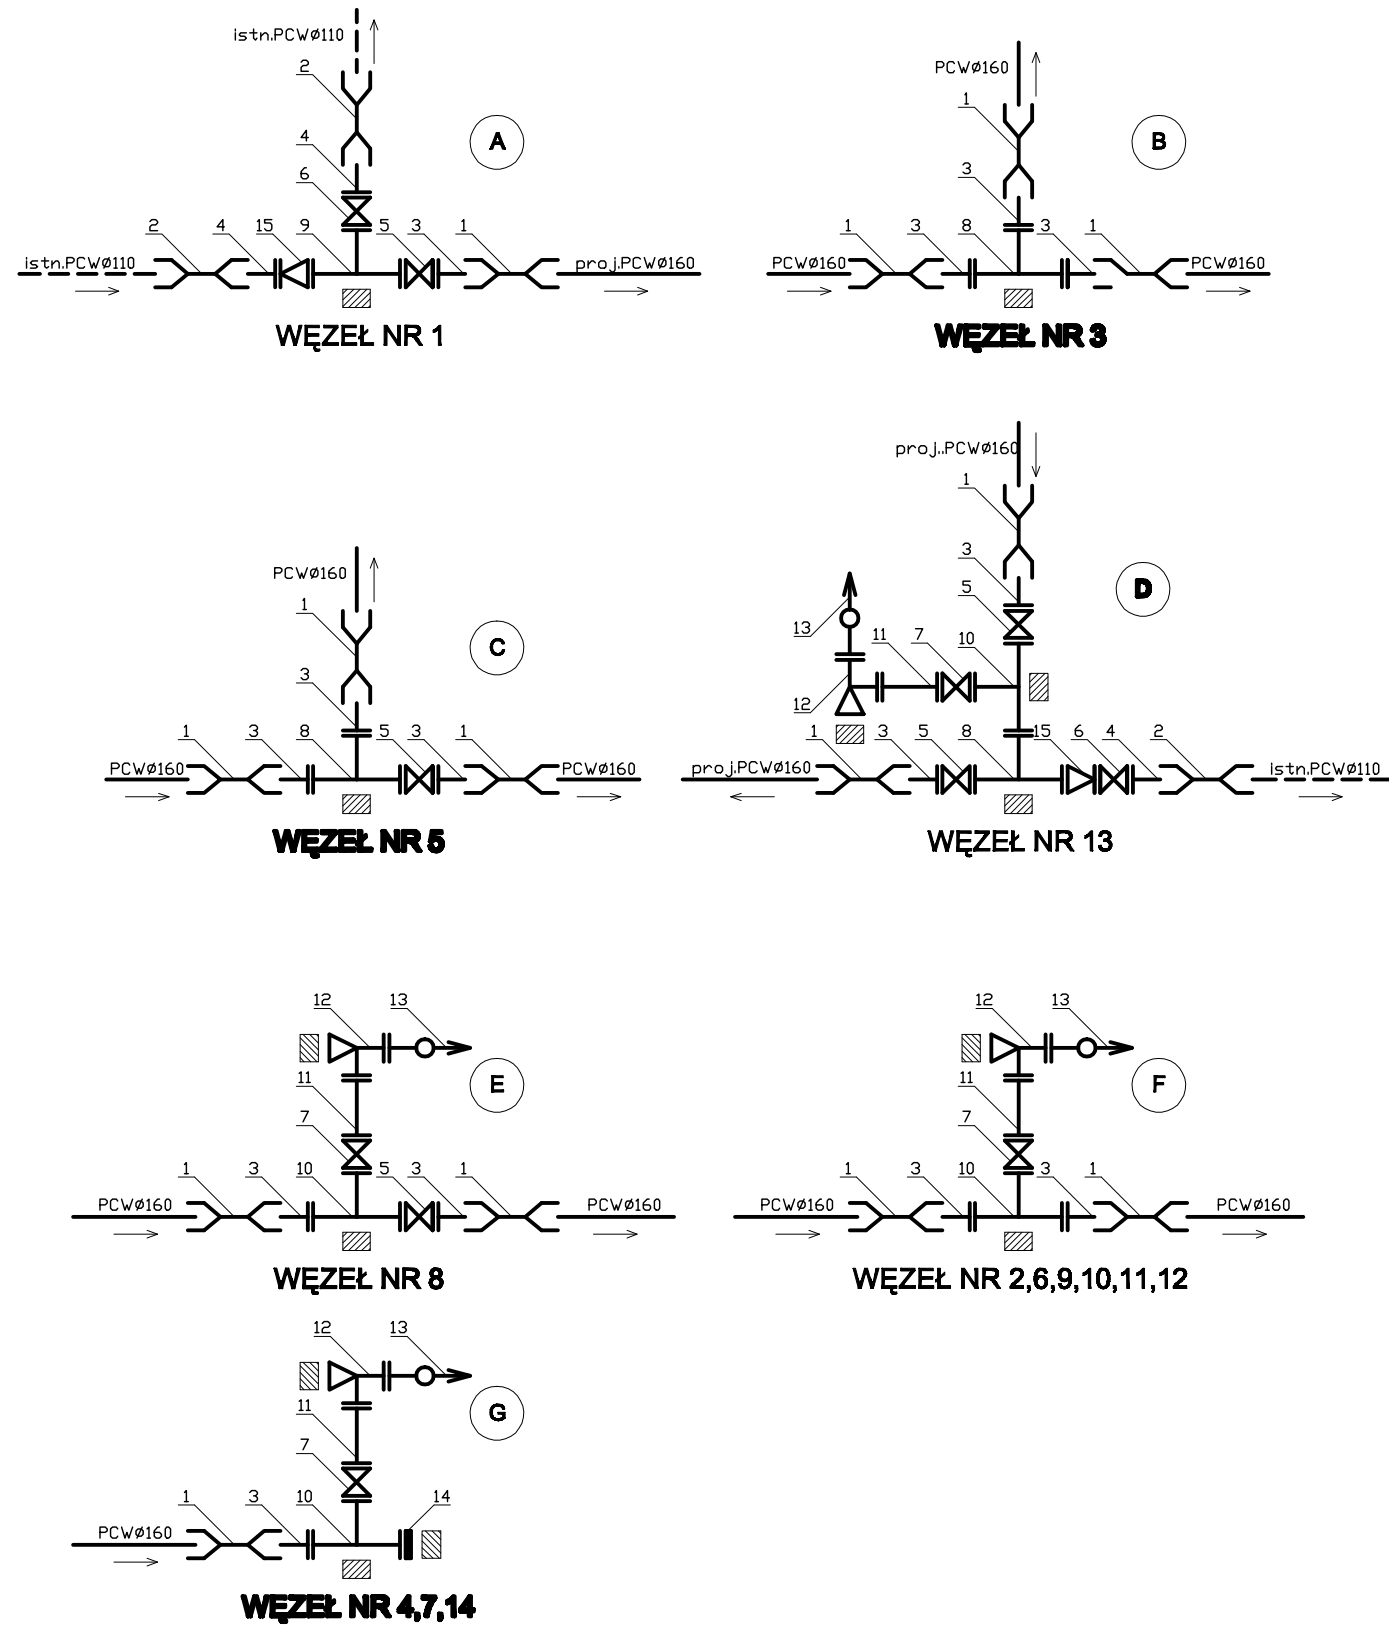 istn.PCWØ110
2
A
4
6
2 4 15 9 5 3 1
istn.PCWØ110 proj.PCWØ160
WĘZEŁ NR 1
PCWØ160
1
B
3
1 3 8 3 1
PCWØ160 PCWØ160
WĘZEŁ NR 3
PCWØ160
1
C
3
1 3 8 5 3 1
PCWØ160 PCWØ160
WĘZEŁ NR 5
proj..PCWØ160
1
3
D
5
13 11 7 10
12
1 3 5 8 15 6 4 2
proj.PCWØ160 istn.PCWØ110
WĘZEŁ NR 13
12 13
E
11
7
1 3 10 5 3 1
PCWØ160 PCWØ160
WĘZEŁ NR 8
12 13
F
11
7
1 3 10 3 1
PCWØ160 PCWØ160
WĘZEŁ NR 2,6,9,10,11,12
12 13
G
11
7
1 3 10 14
PCWØ160
WĘZEŁ NR 4,7,14